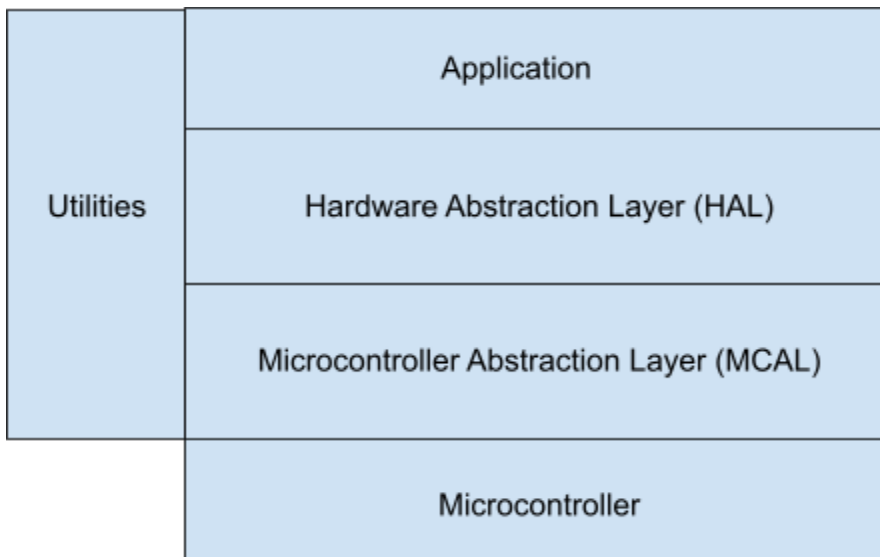 Application
Utilities
Hardware Abstraction Layer (HAL)
Microcontroller Abstraction Layer (MCAL)
Microcontroller